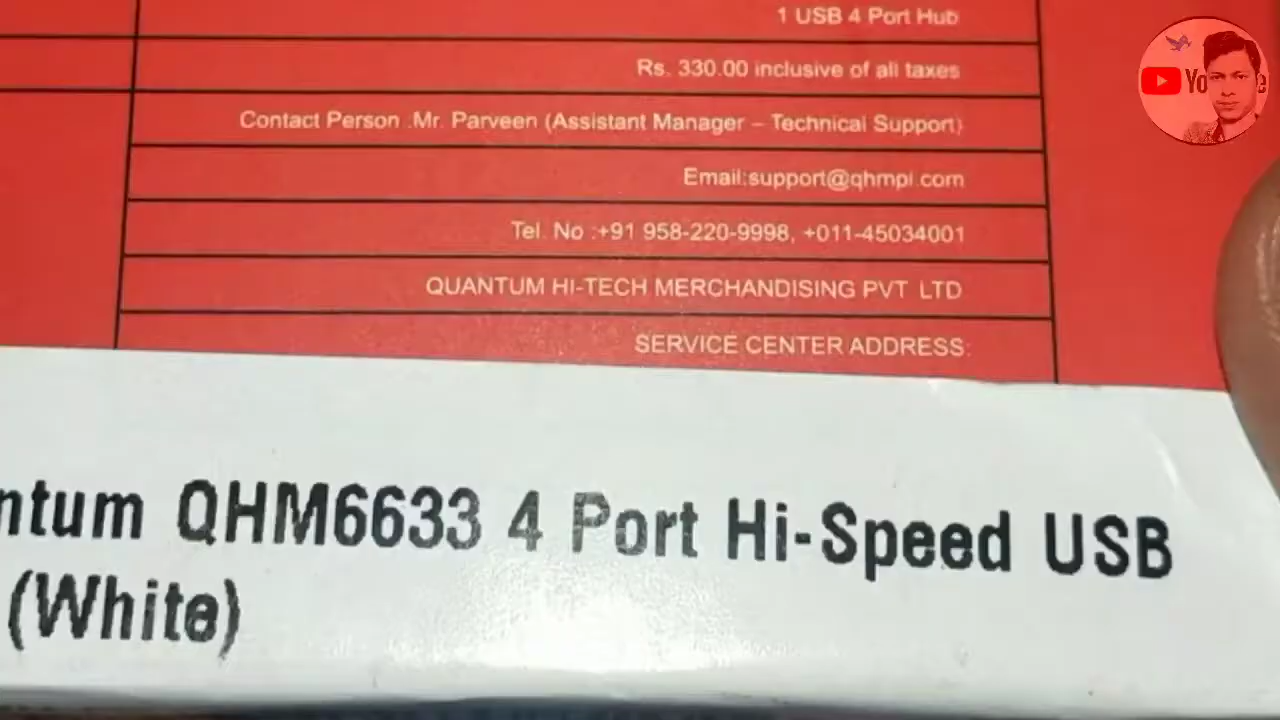 1 USB 4 Port Hub
Rs. 330.00 inclusive of all taxes
Contact Person :Mr. Parveen (Assistant Manager – Technical Support)
Email:support@qhmpl.com
Tel. No :+91 958-220-9998, +011-45034001
QUANTUM HI-TECH MERCHANDISING PVT LTD
SERVICE CENTER ADDRESS:
ntum QHM6633 4 Port Hi-Speed USB
(White)
Yo e